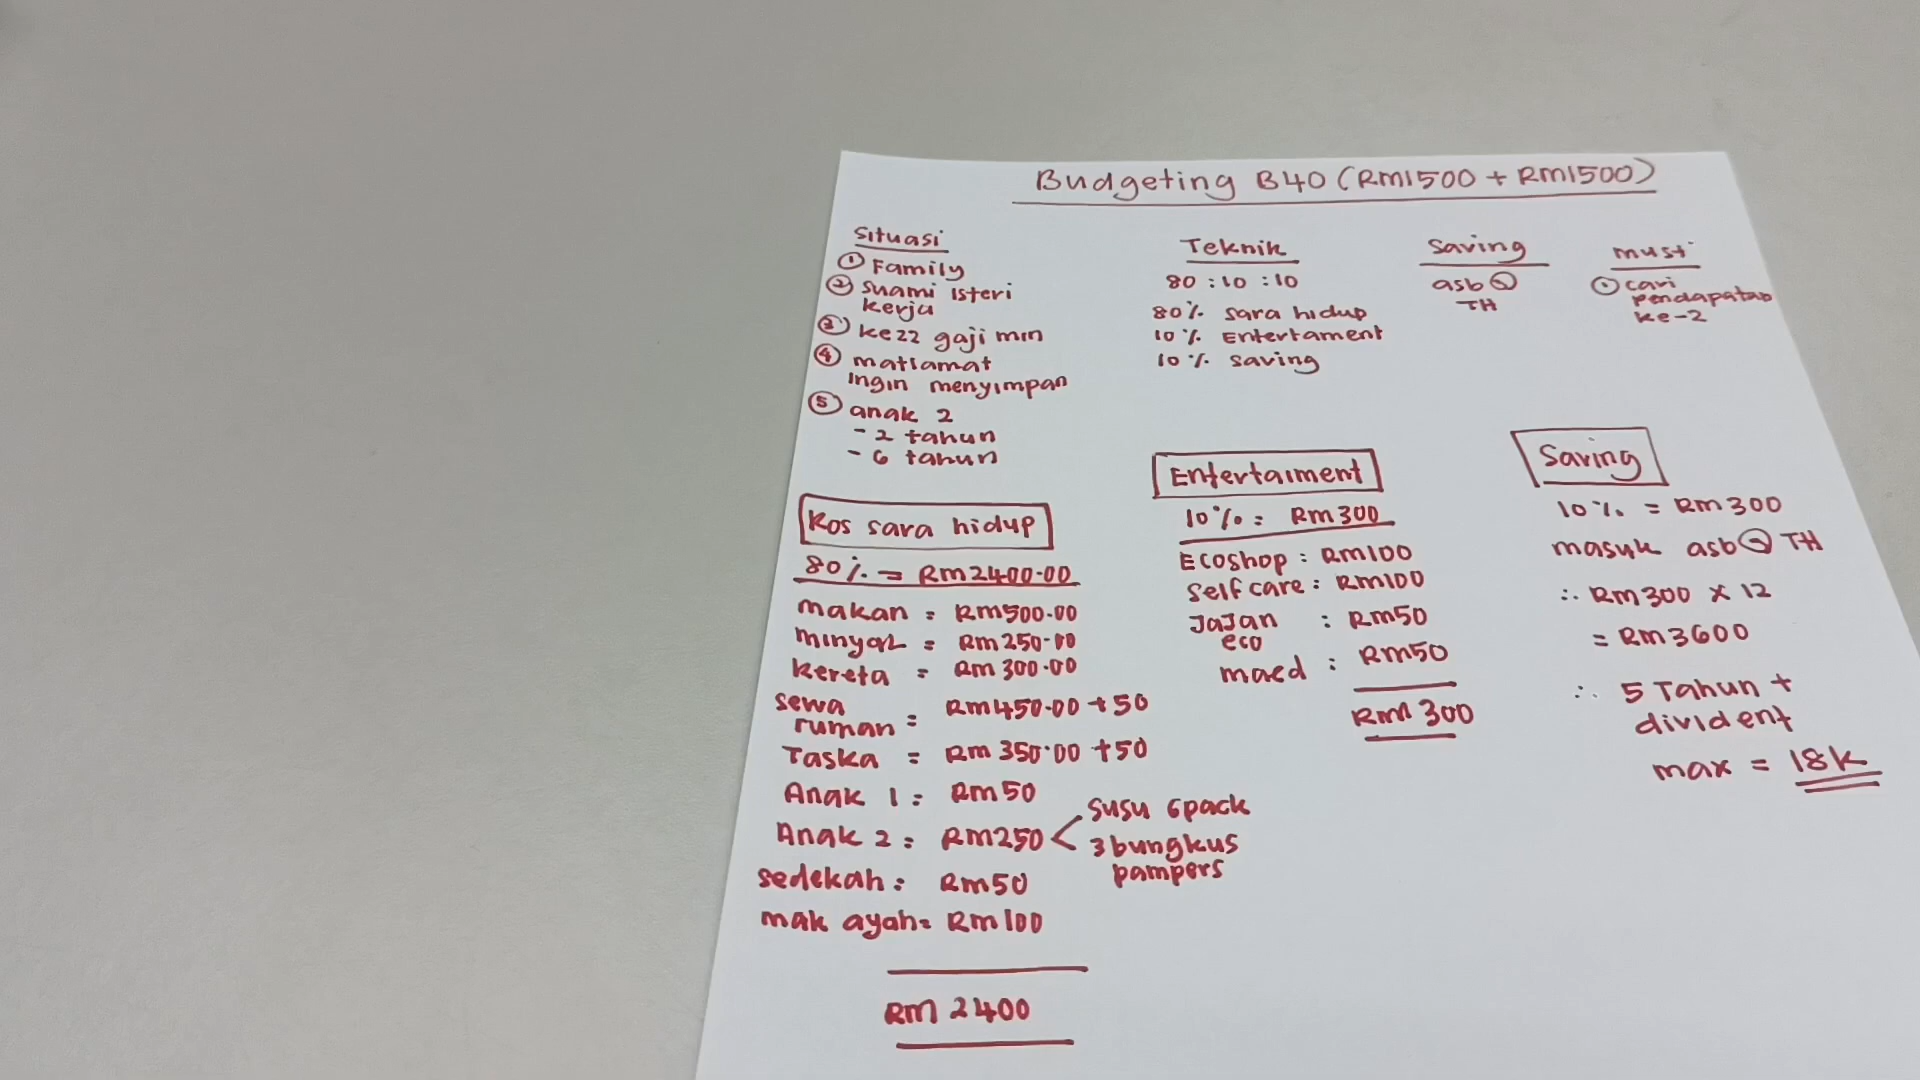 Budgeting B40 (RM1500 + RM1500)
Situasi
① Family
② suami isteri
kerja
③ ke22 gaji min
④ matlamat
ingin menyimpan
⑤ anak 2
- 2 tahun
- 6 tahun
Teknik
80 : 10 : 10
80% sara hidup
10% Entertament
10% saving
Saving
asb
TH
must
① cari
pendapatan
ke-2
Kos sara hidup
80% = RM2400.00
makan = RM500.00
minyak = RM250.00
kereta = RM300.00
sewa
rumah = RM450.00 + 50
Taska = RM350.00 + 50
Anak 1 : RM50
Anak 2 : RM250 < susu 6pack
3 bungkus
pampers
sedekah : RM50
mak ayah = RM100
RM 2400
Entertaiment
10% = RM300
Ecoshop : RM100
Selfcare : RM100
JaJan : RM50
eco
maed : RM50
RM 300
Saving
10% = RM300
masuk asb TH
∴ RM300 x 12
= RM3600
∴ 5 Tahun +
divident
max = 18k